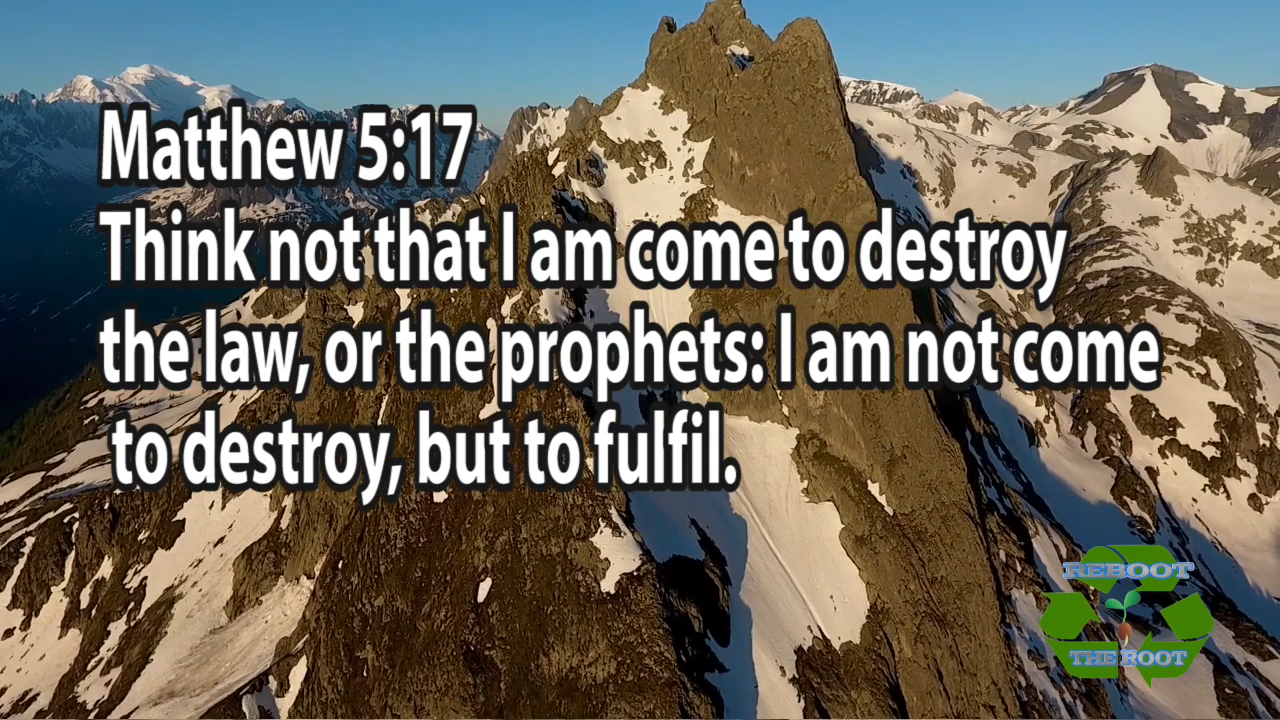 Matthew 5:17
Think not that I am come to destroy
the law, or the prophets: I am not come
to destroy, but to fulfil.
REBOOT
THE ROOT